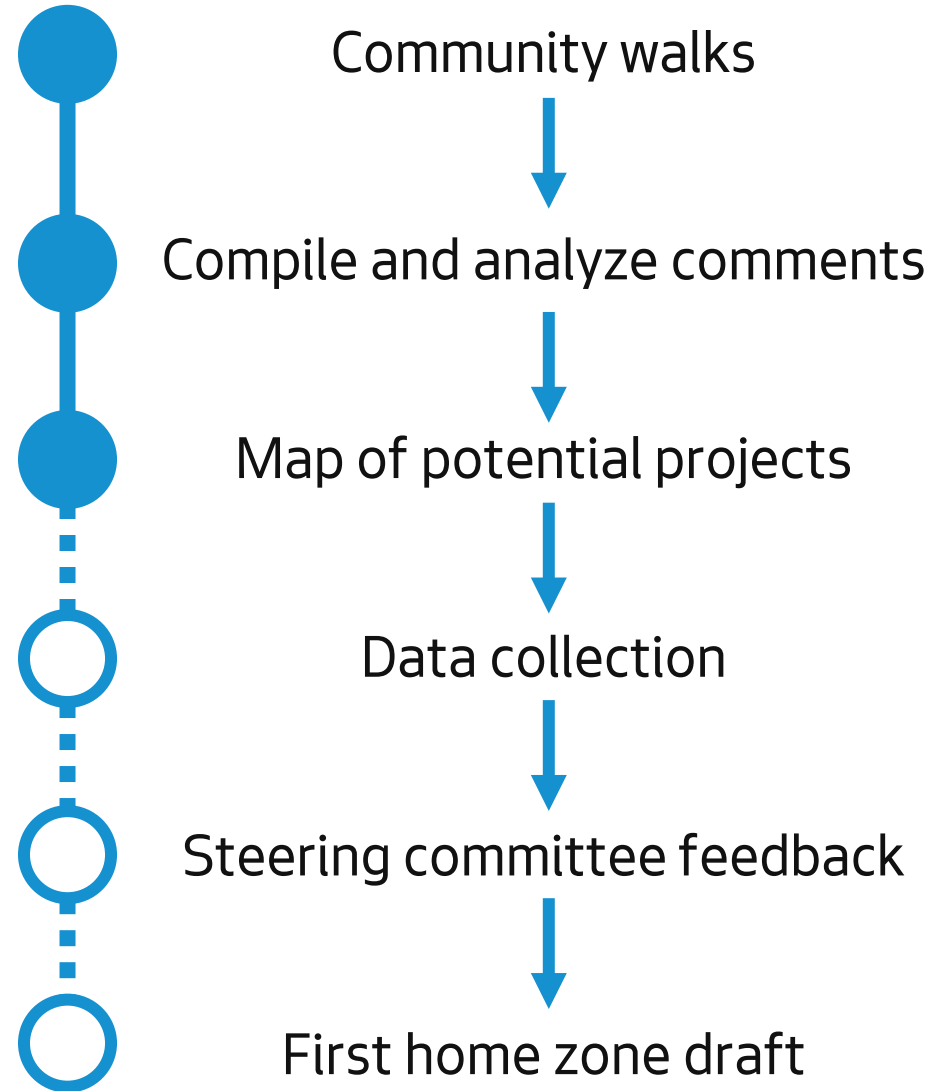 Community walks
Compile and analyze comments
Map of potential projects
Data collection
Steering committee feedback
First home zone draft